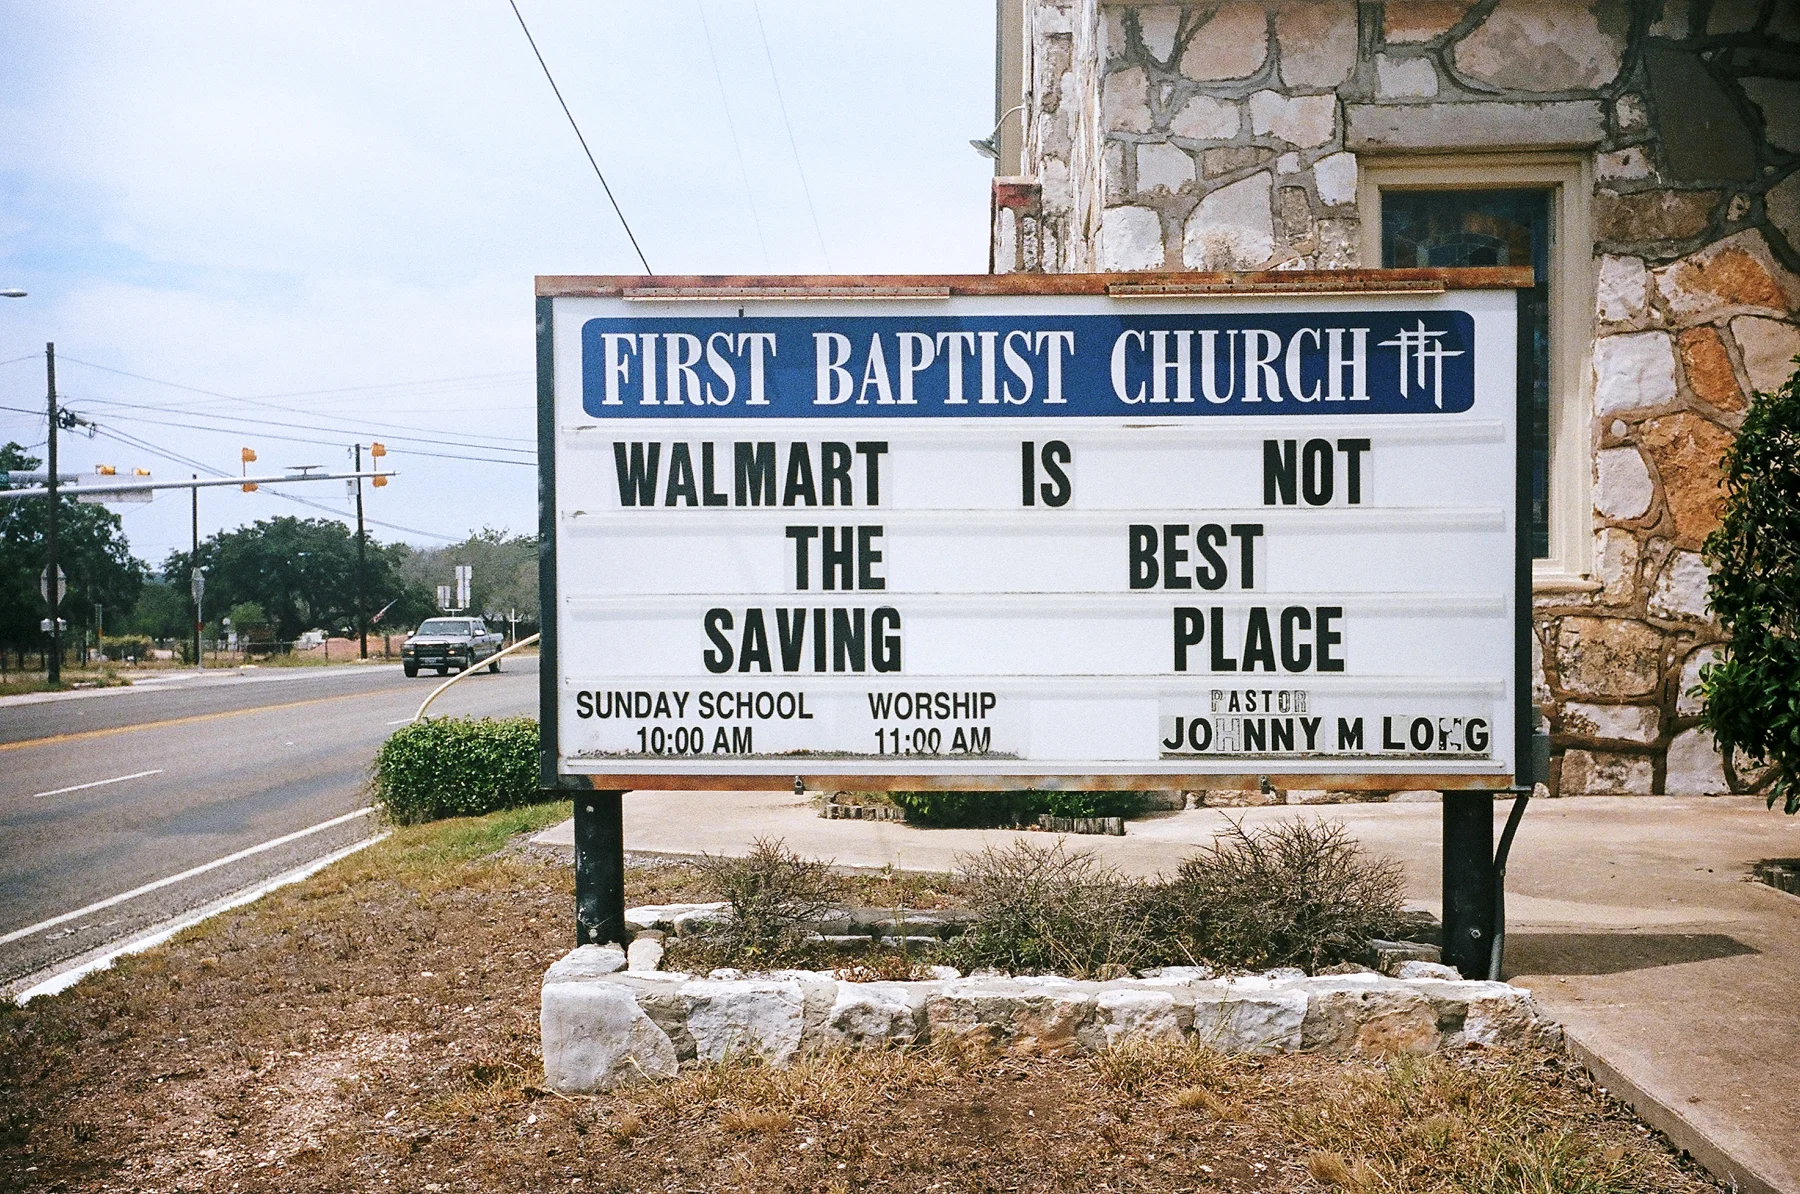 FIRST BAPTIST CHURCH
WALMART IS NOT
THE BEST
SAVING PLACE
SUNDAY SCHOOL WORSHIP PASTOR
10:00 AM 11:00 AM JOHNNY M LONG